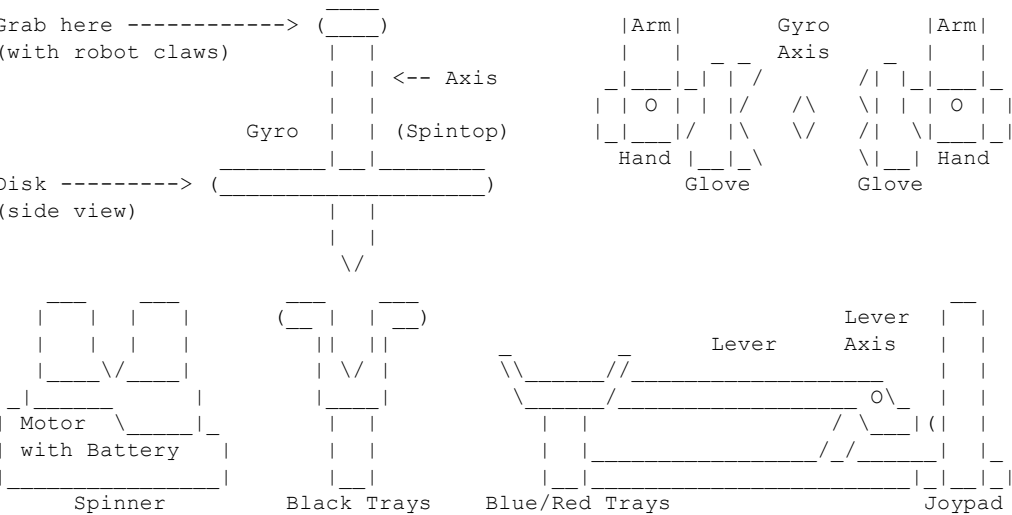 Grab here ------------> |Arm| Gyro |Arm|
(with robot claws) Axis
<-- Axis
O O
Gyro (Spintop)
Hand Hand
Disk ---------> Glove Glove
(side view)
Lever
Lever Axis
O
Motor
with Battery
Spinner Black Trays Blue/Red Trays Joypad